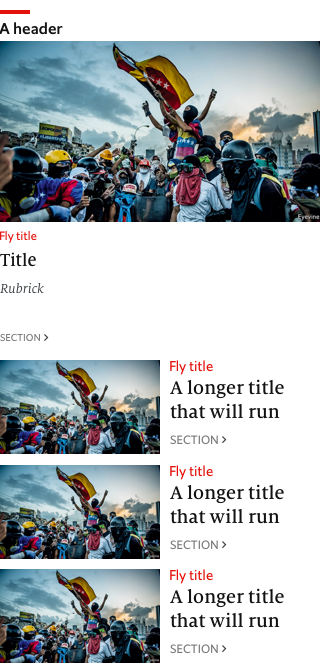 A header
Eyevine
Fly title
Title
Rubrick
SECTION >
Fly title
A longer title
that will run
SECTION >
Fly title
A longer title
that will run
SECTION >
Fly title
A longer title
that will run
SECTION >